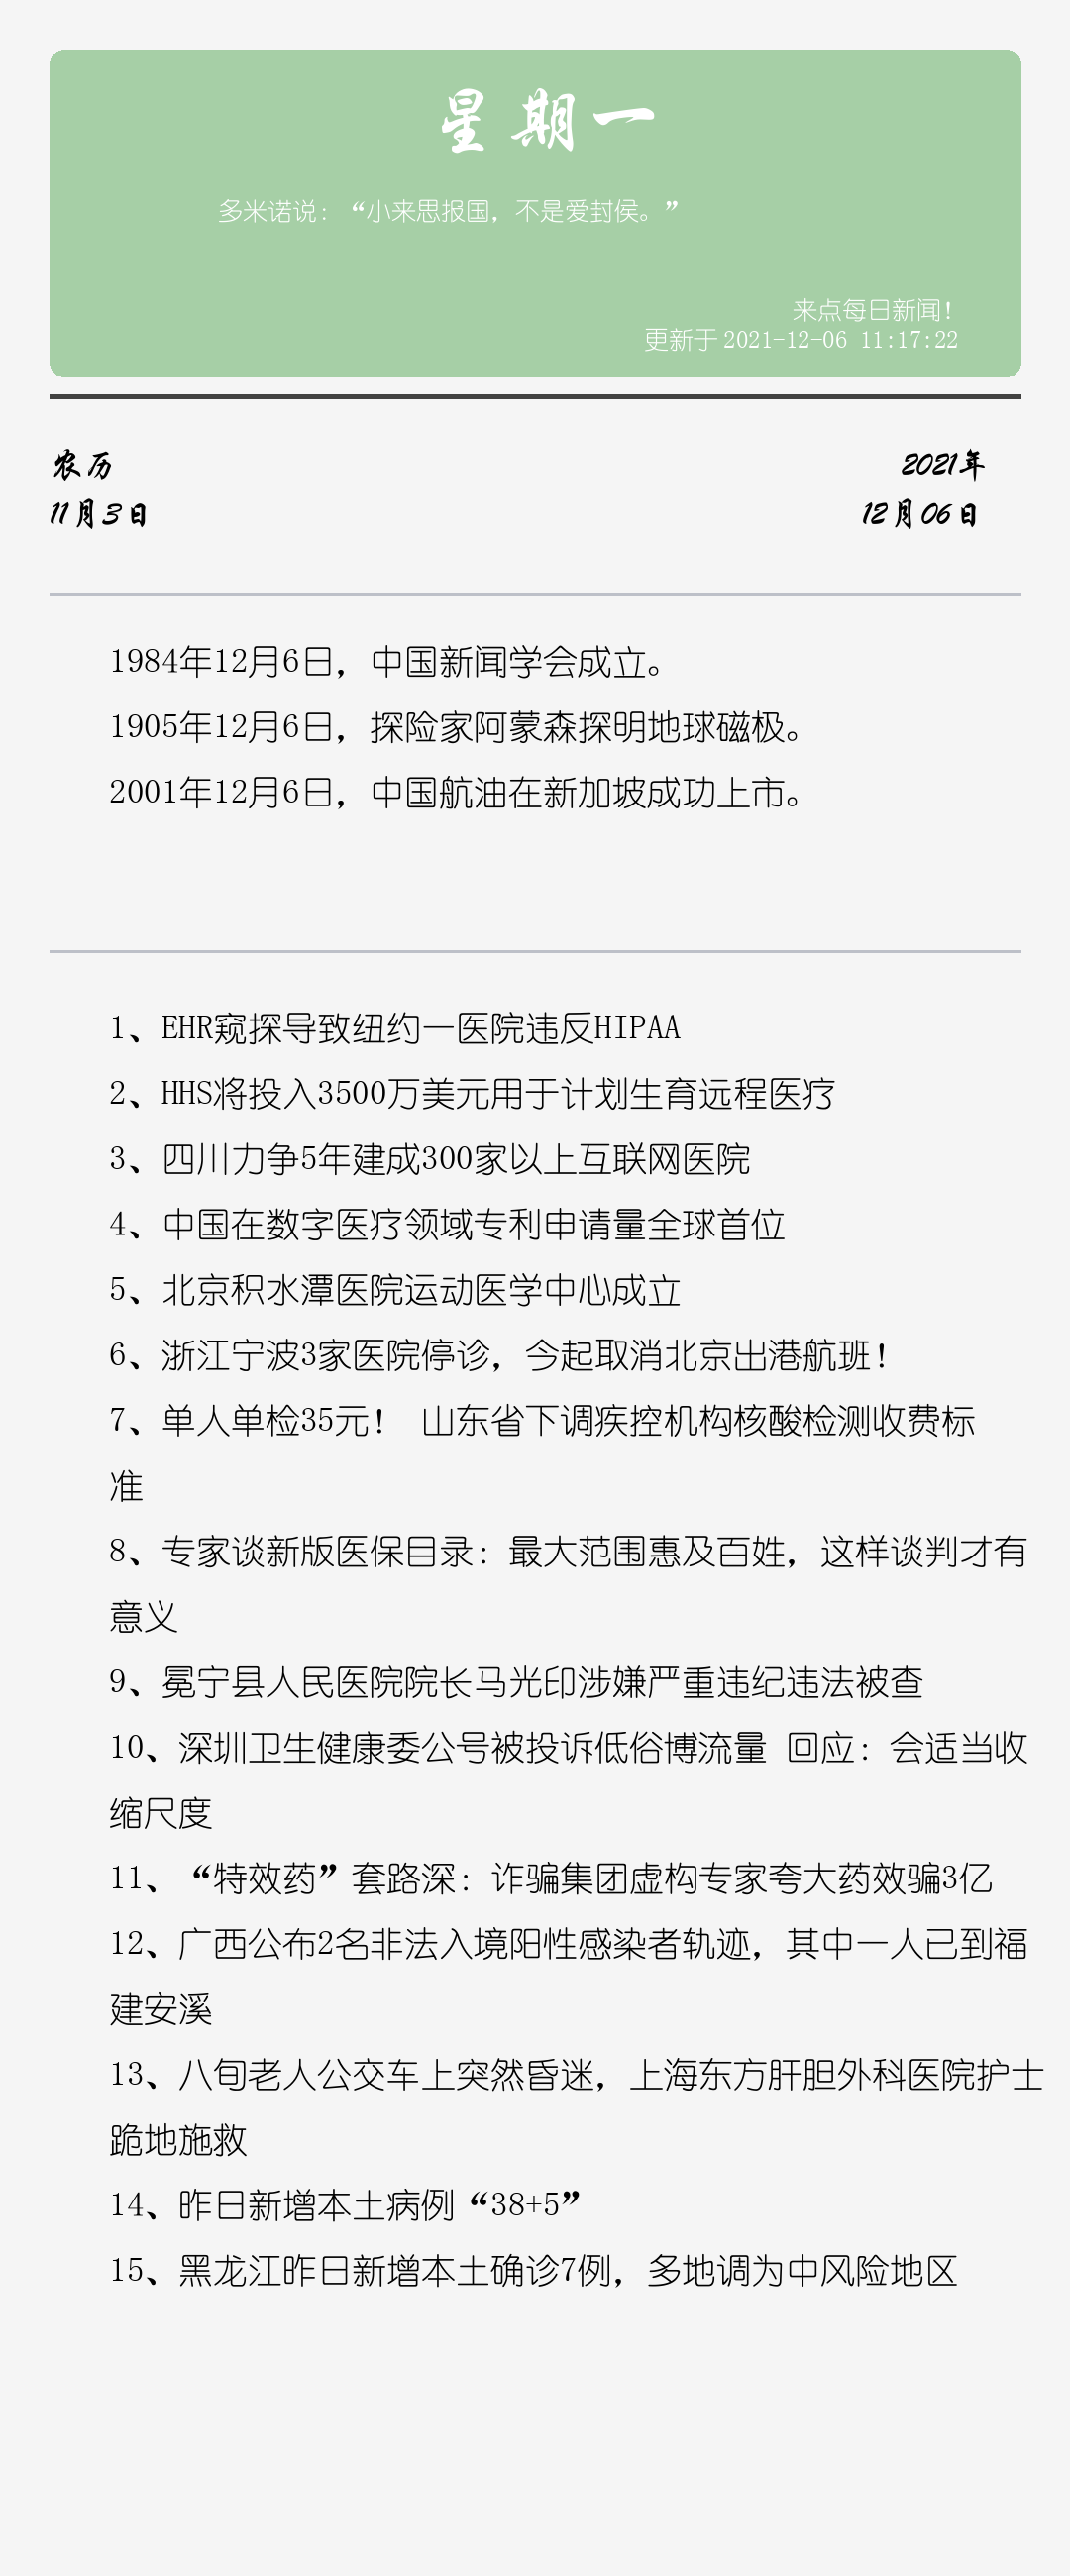 星期一
多米诺说：“小来思报国，不是爱封侯。”
来点每日新闻！
更新于 2021-12-06 11:17:22
农历
2021年
11月3日
12月06日
1984年12月6日，中国新闻学会成立。
1905年12月6日，探险家阿蒙森探明地球磁极。
2001年12月6日，中国航油在新加坡成功上市。
1、EHR窥探导致纽约一医院违反HIPAA
2、HHS将投入3500万美元用于计划生育远程医疗
3、四川力争5年建成300家以上互联网医院
4、中国在数字医疗领域专利申请量全球首位
5、北京积水潭医院运动医学中心成立
6、浙江宁波3家医院停诊，今起取消北京出港航班！
7、单人单检35元！ 山东省下调疾控机构核酸检测收费标
准
8、专家谈新版医保目录：最大范围惠及百姓，这样谈判才有
意义
9、冕宁县人民医院院长马光印涉嫌严重违纪违法被查
10、深圳卫生健康委公号被投诉低俗博流量 回应：会适当收
缩尺度
11、“特效药”套路深：诈骗集团虚构专家夸大药效骗3亿
12、广西公布2名非法入境阳性感染者轨迹，其中一人已到福
建安溪
13、八旬老人公交车上突然昏迷，上海东方肝胆外科医院护士
跪地施救
14、昨日新增本土病例“38+5”
15、黑龙江昨日新增本土确诊7例，多地调为中风险地区